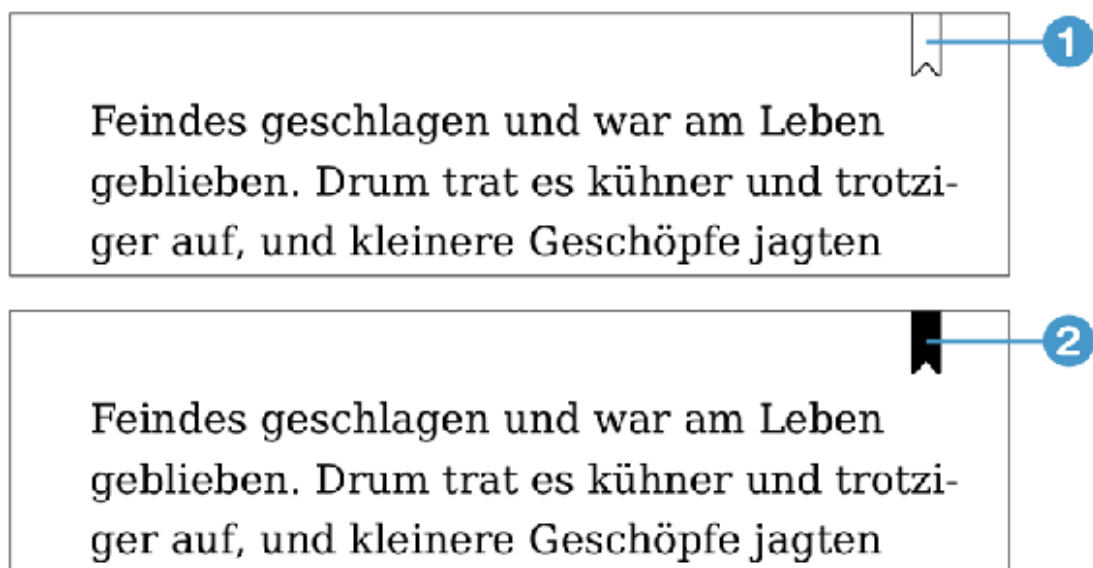 1
Feindes geschlagen und war am Leben
geblieben. Drum trat es kühner und trotzi-
ger auf, und kleinere Geschöpfe jagten
2
Feindes geschlagen und war am Leben
geblieben. Drum trat es kühner und trotzi-
ger auf, und kleinere Geschöpfe jagten